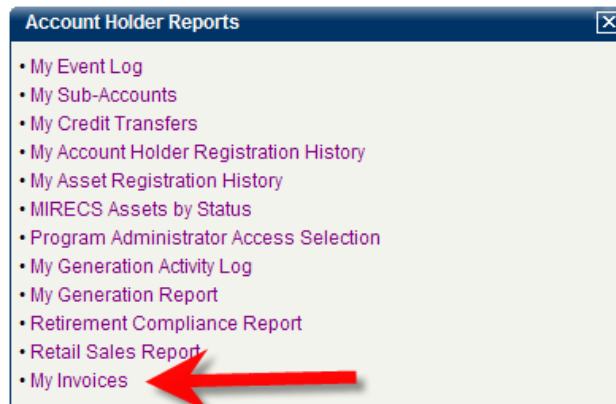 Account Holder Reports
• My Event Log
• My Sub-Accounts
• My Credit Transfers
• My Account Holder Registration History
• My Asset Registration History
• MIRECS Assets by Status
• Program Administrator Access Selection
• My Generation Activity Log
• My Generation Report
• Retirement Compliance Report
• Retail Sales Report
• My Invoices